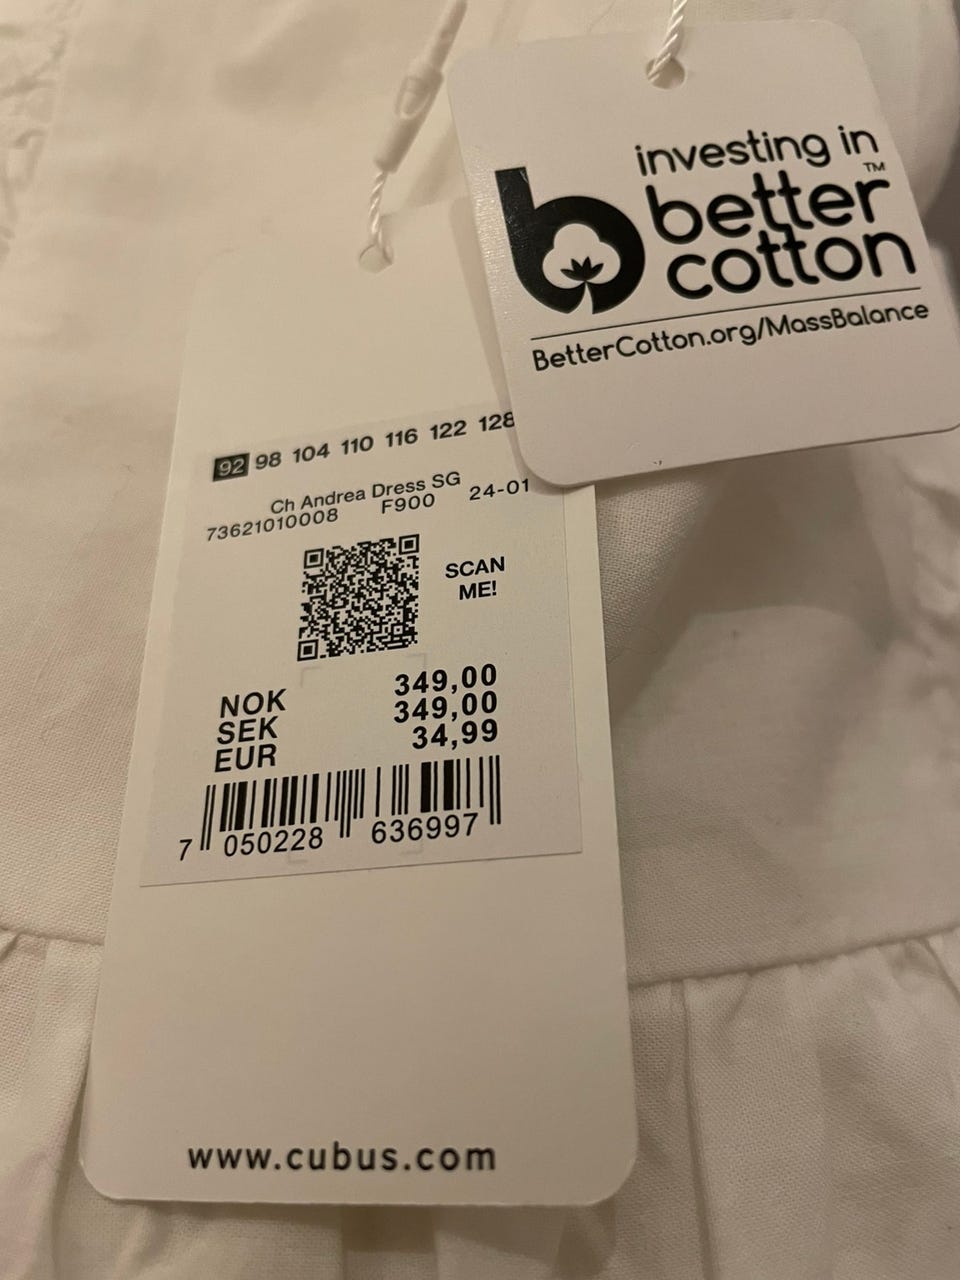 investing in
better™
cotton
BetterCotton.org/MassBalance
92 98 104 110 116 122 128
Ch Andrea Dress SG
73621010008 F900 24-01
SCAN
ME!
NOK 349,00
SEK 349,00
EUR 34,99
7 050228 636997
www.cubus.com